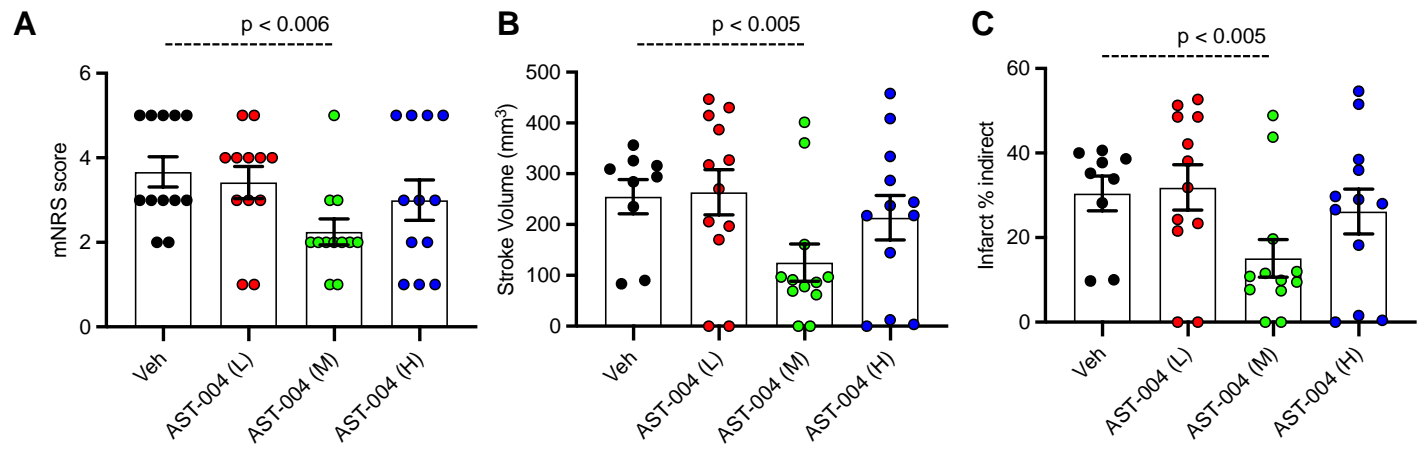 A
p < 0.006
mNRS score
6
4
2
0
Veh
AST-004 (L)
AST-004 (M)
AST-004 (H)
B
p < 0.005
Stroke Volume (mm³)
500
400
300
200
100
0
Veh
AST-004 (L)
AST-004 (M)
AST-004 (H)
C
p < 0.005
Infarct % indirect
60
40
20
0
Veh
AST-004 (L)
AST-004 (M)
AST-004 (H)